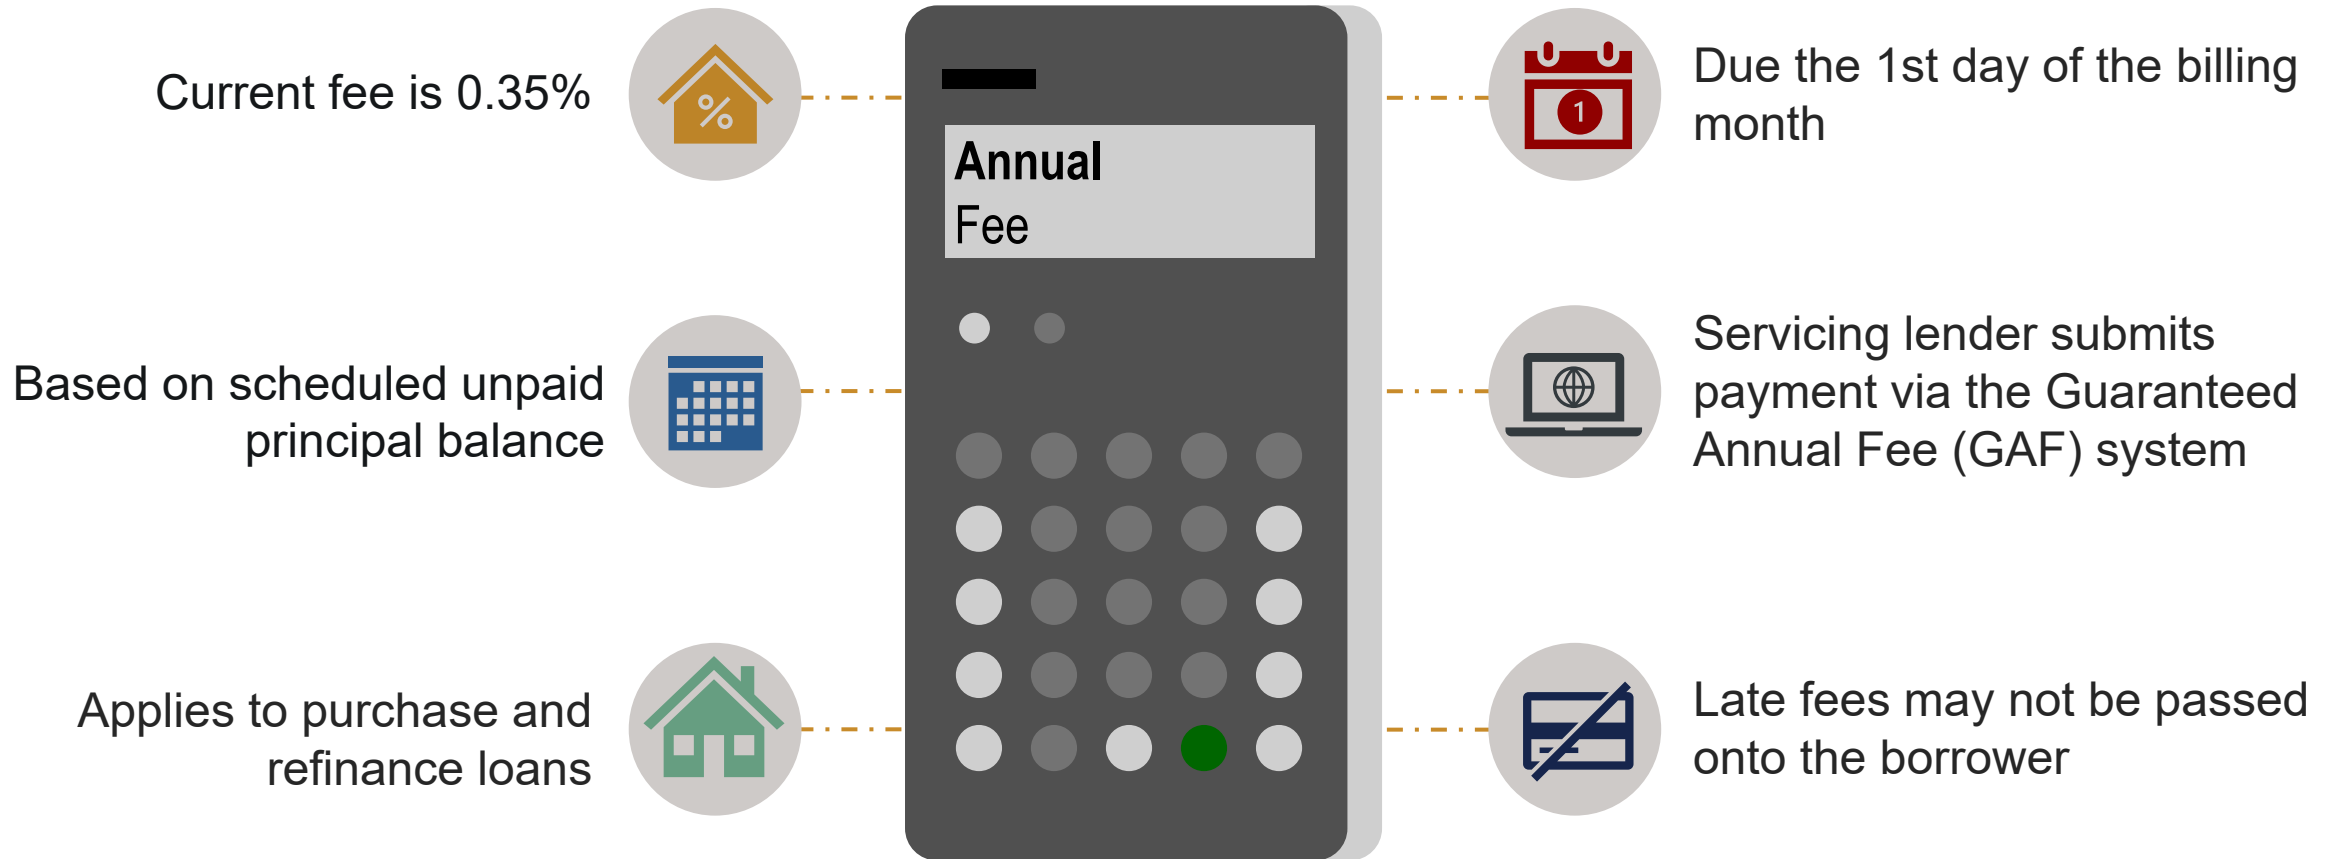 Current fee is 0.35%
Based on scheduled unpaid
principal balance
Applies to purchase and
refinance loans
%
Annual
Fee
1
Due the 1st day of the billing
month
Servicing lender submits
payment via the Guaranteed
Annual Fee (GAF) system
Late fees may not be passed
onto the borrower